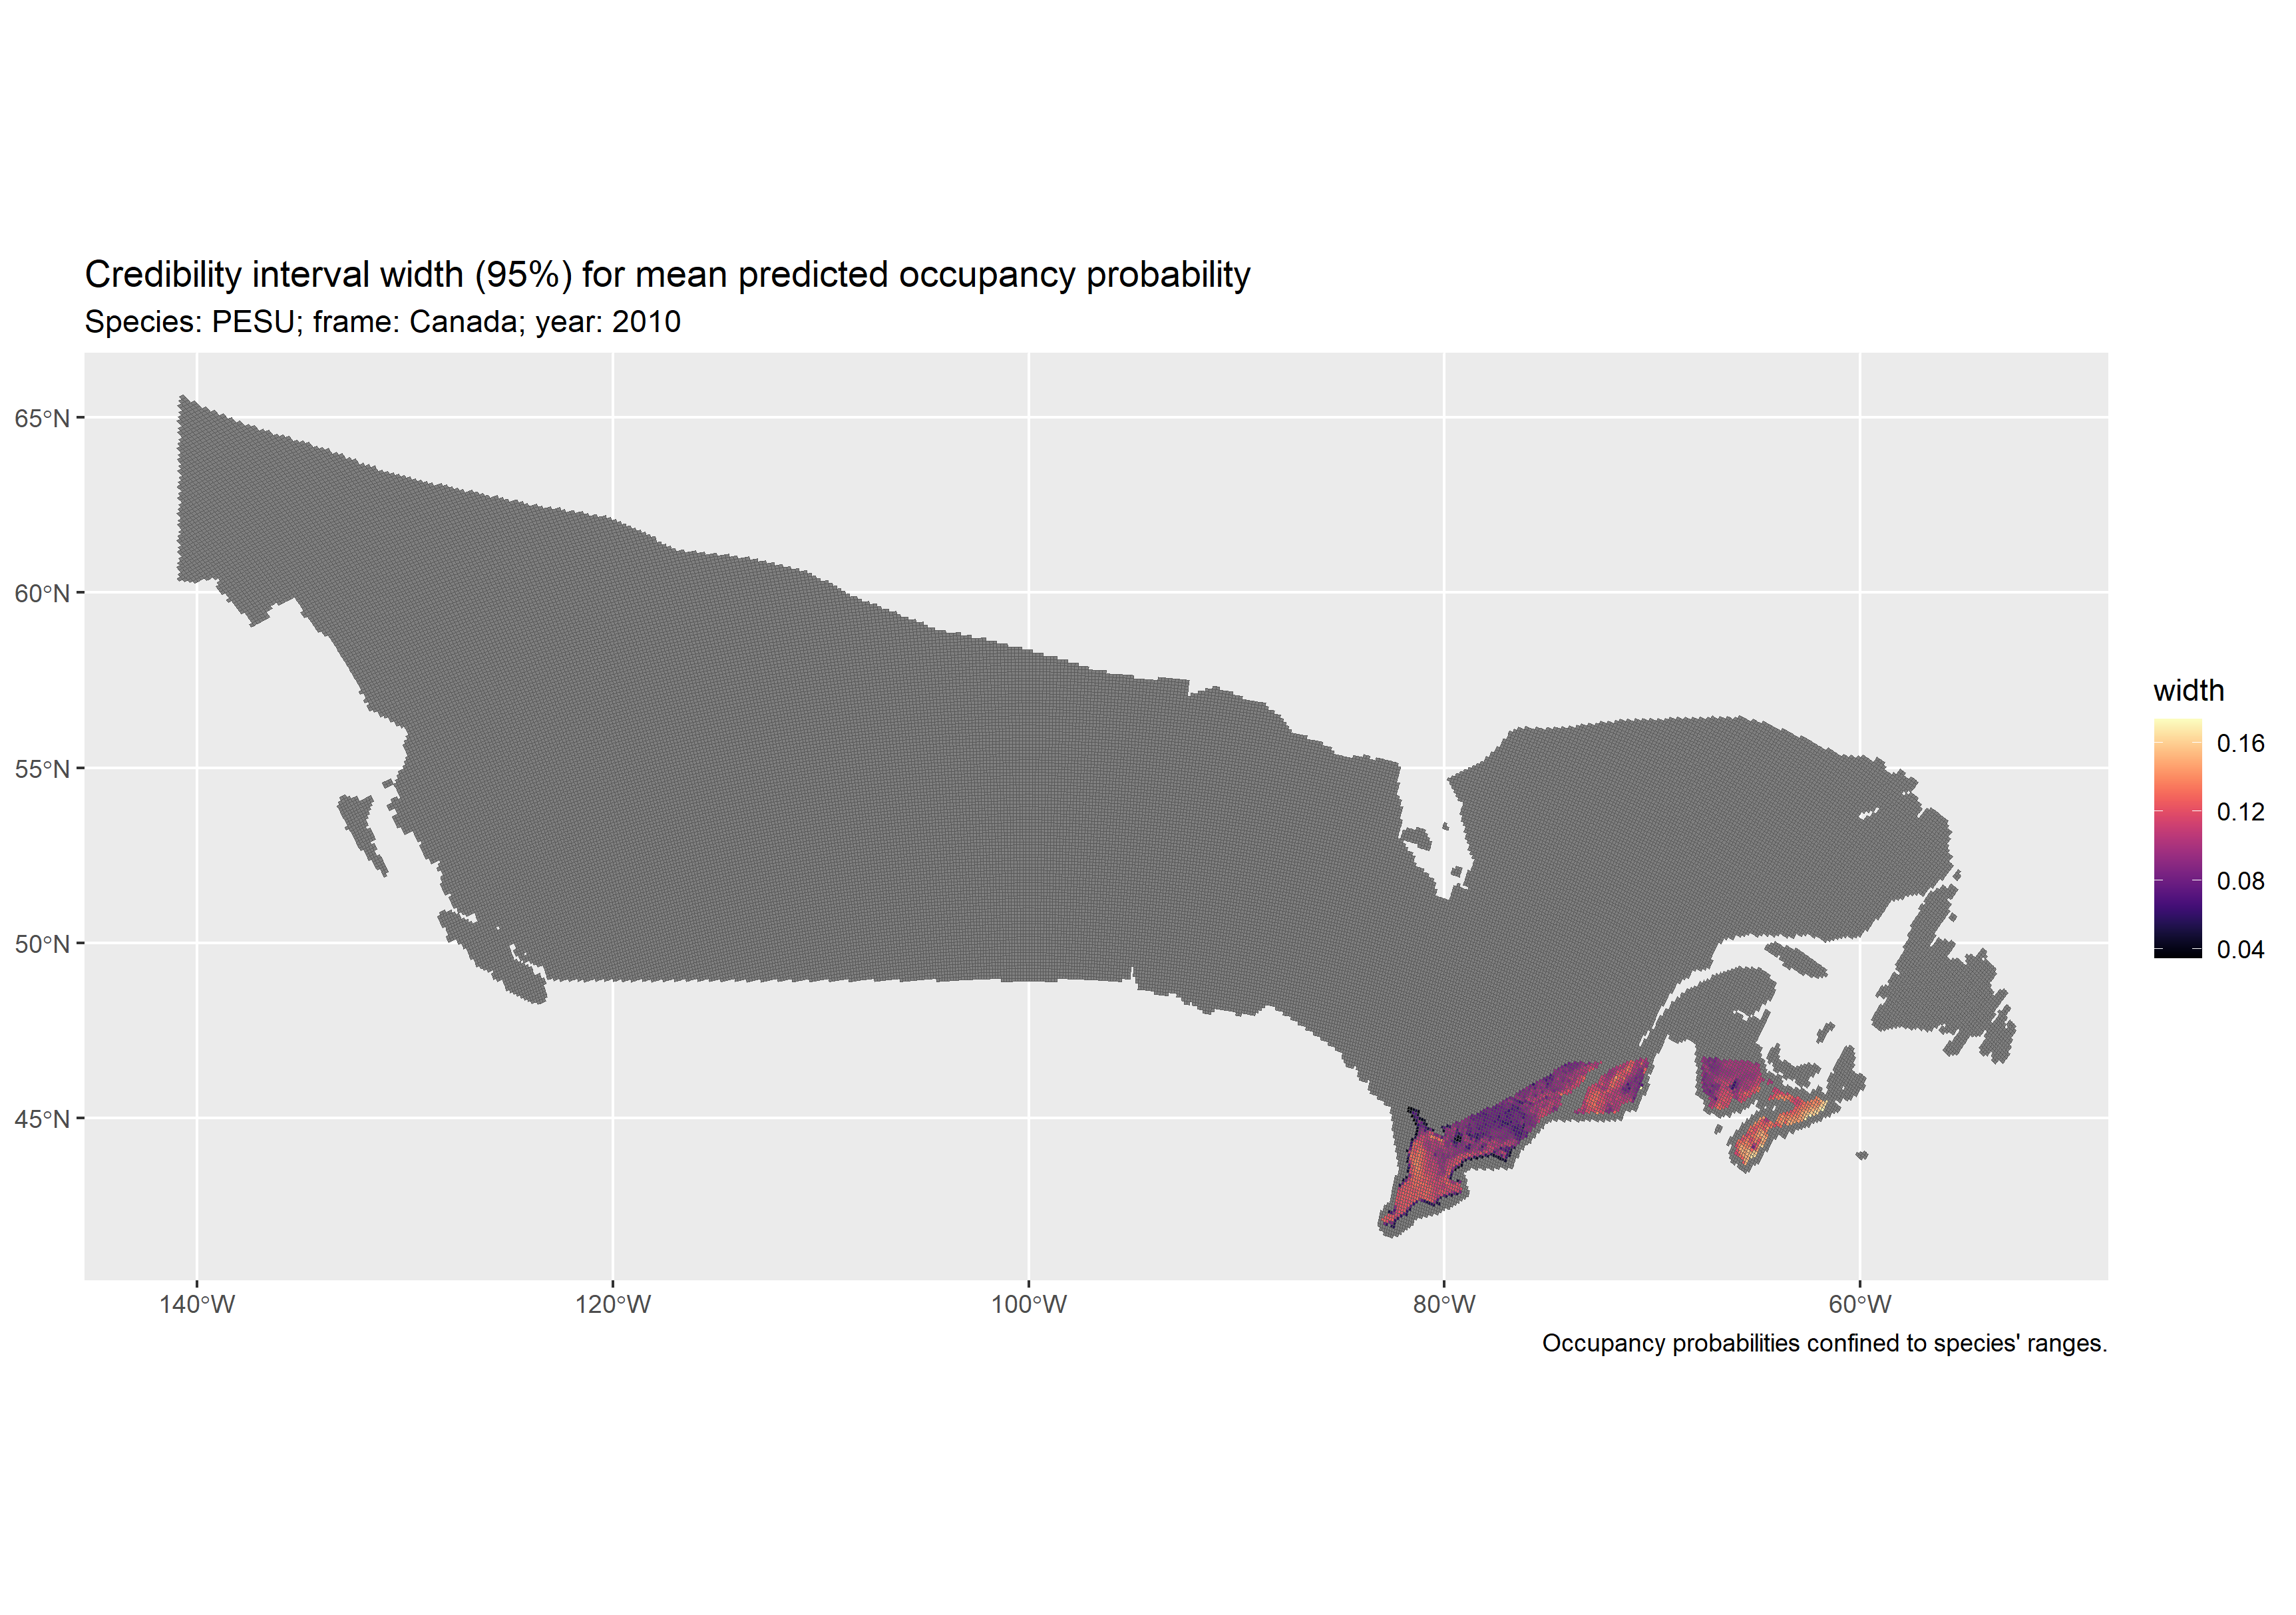 Credibility interval width (95%) for mean predicted occupancy probability
Species: PESU; frame: Canada; year: 2010
65°N
60°N
55°N
50°N
45°N
140°W
120°W
100°W
80°W
60°W
width
0.16
0.12
0.08
0.04
Occupancy probabilities confined to species' ranges.